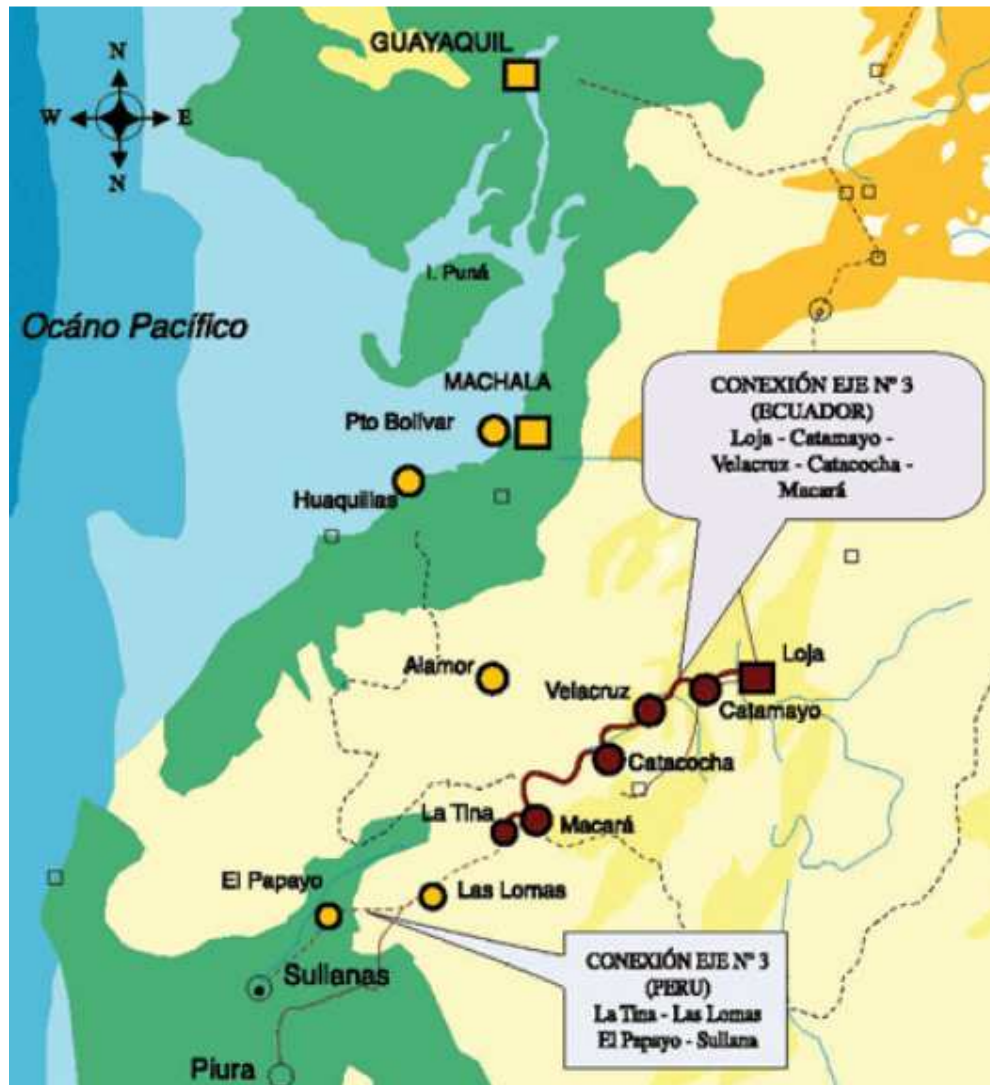 GUAYAQUIL
N
W E
N
I. Puná
Ocáno Pacífico
MACHALA
Pto Bolívar
Huaquillas
CONEXIÓN EJE Nº 3
(ECUADOR)
Loja - Catamayo -
Velacruz - Catacocha -
Macará
Alamor
Loja
Velacruz
Catamayo
Catacocha
La Tina
Macará
El Papayo
Las Lomas
Sullanas
CONEXIÓN EJE Nº 3
(PERU)
La Tina - Las Lomas
El Papayo - Sullana
Piura